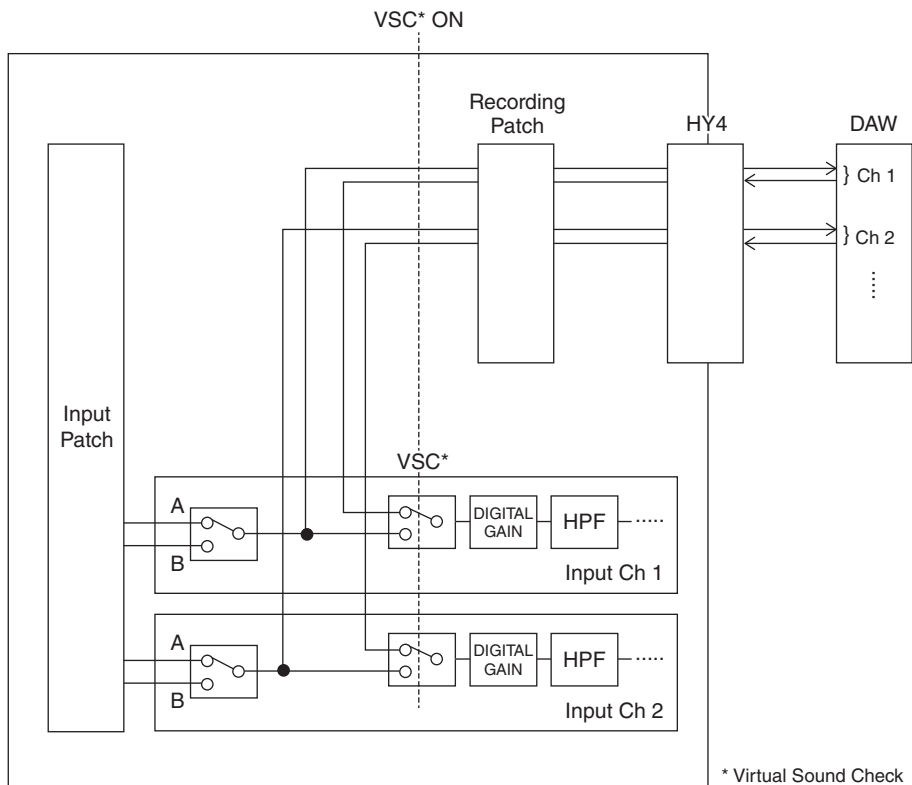 VSC* ON
Recording
Patch
HY4
DAW
} Ch 1
} Ch 2
Input
Patch
VSC*
A
B
DIGITAL
GAIN
HPF
Input Ch 1
A
B
DIGITAL
GAIN
HPF
Input Ch 2
* Virtual Sound Check